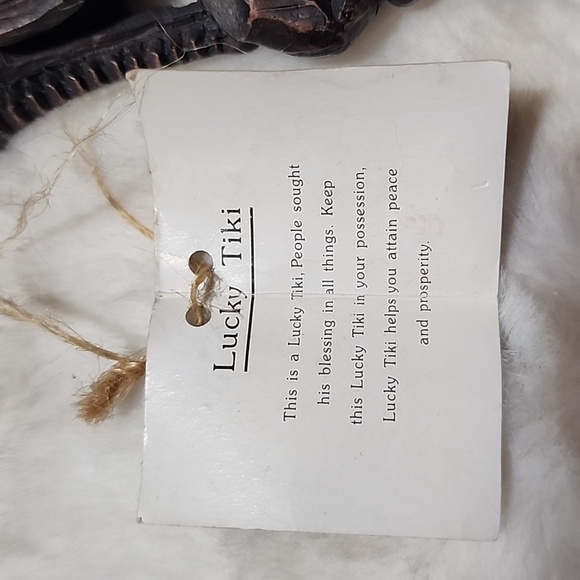 Lucky Tiki
This is a Lucky Tiki, People sought
his blessing in all things. Keep
this Lucky Tiki in your possession,
Lucky Tiki helps you attain peace
and prosperity.